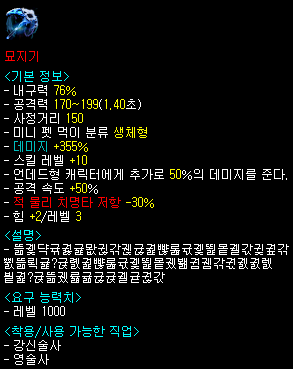 묘지기
<기본 정보>
- 내구력 76%
- 공격력 170~199(1,40초)
- 사정거리 150
- 미니 펫 먹이 분류 생체형
- 데미지 +355%
- 스킬 레벨 +10
- 언데드형 캐릭터에게 추가로 50%의 데미지를 준다.
- 공격 속도 +50%
- 적 물리 치명타 저항 -30%
- 힘 +2/레벨 3
<설명>
<요구 능력치>
- 레벨 1000
<착용/사용 가능한 직업>
- 강신술사
- 영술사